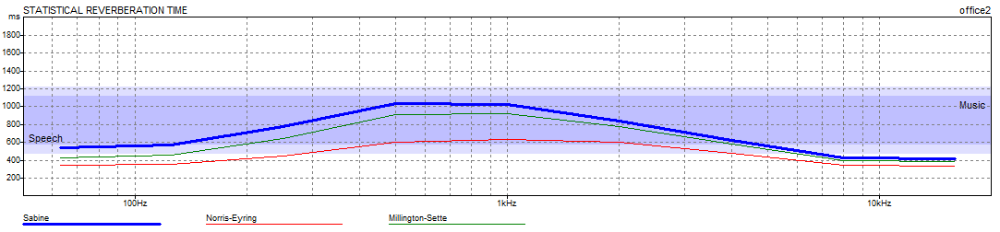 STATISTICAL REVERBERATION TIME office2
ms
1800
1600
1400
1200
1000 Music
800
Speech
600
400
200
100Hz 1kHz 10kHz
Sabine Norris-Eyring Millington-Sette